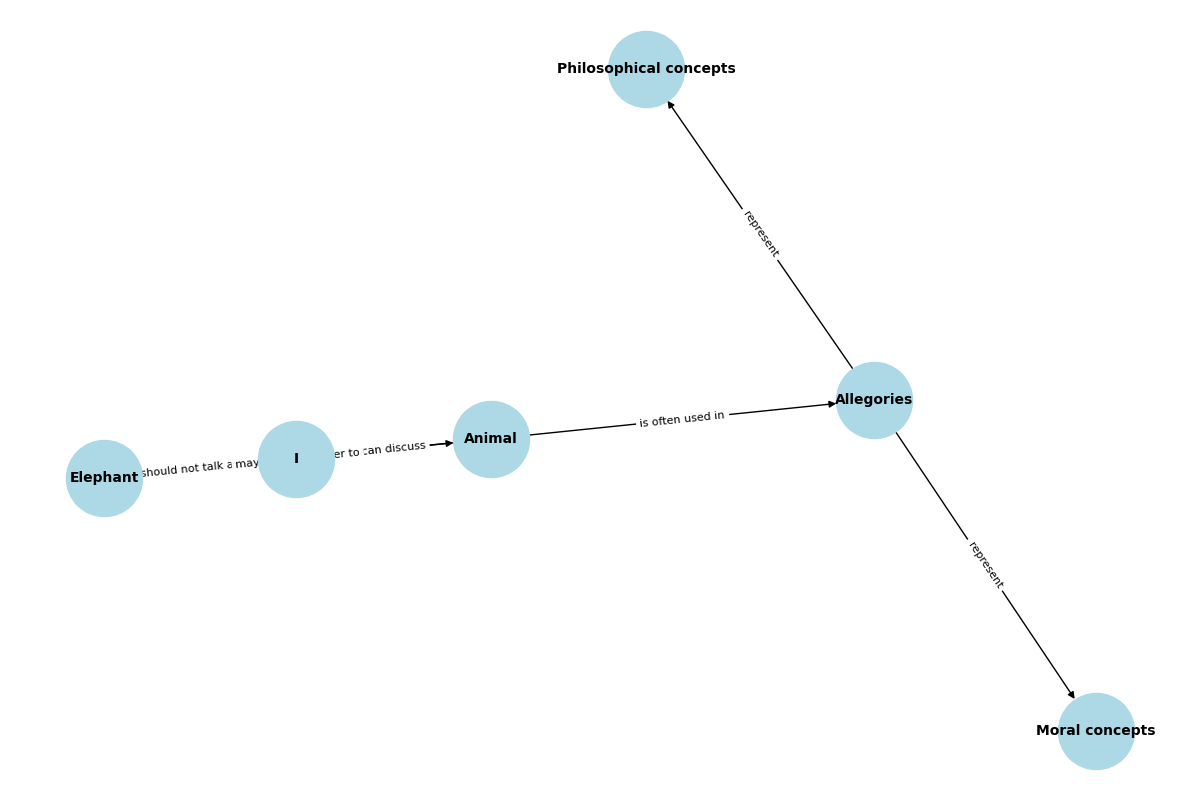 Philosophical concepts
represent
Allegories
is often used in
Animal
can discuss
to
I
may
should not talk
Elephant
represent
Moral concepts